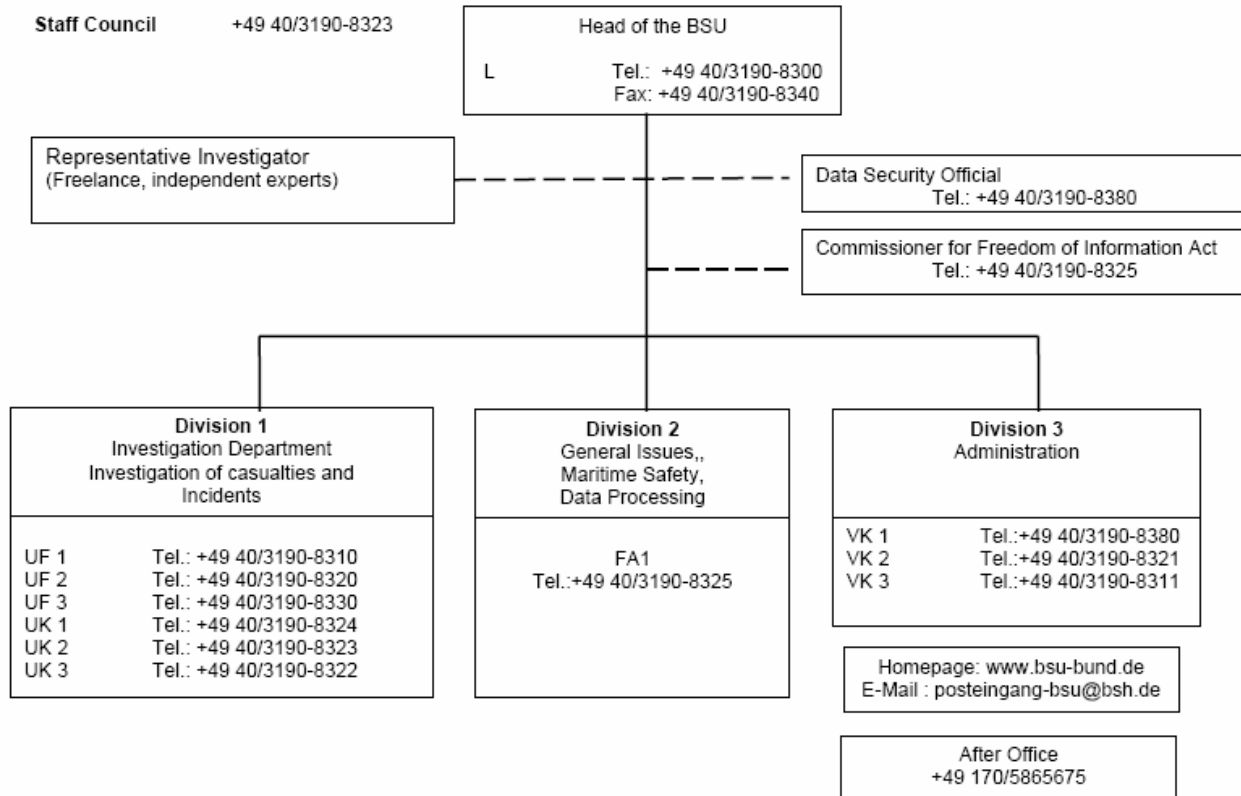 Staff Council +49 40/3190-8323
Head of the BSU
L Tel.: +49 40/3190-8300
Fax: +49 40/3190-8340
Representative Investigator
(Freelance, independent experts)
Data Security Official
Tel.: +49 40/3190-8380
Commissioner for Freedom of Information Act
Tel.: +49 40/3190-8325
Division 1
Investigation Department
Investigation of casualties and
Incidents
UF 1 Tel.: +49 40/3190-8310
UF 2 Tel.: +49 40/3190-8320
UF 3 Tel.: +49 40/3190-8330
UK 1 Tel.: +49 40/3190-8324
UK 2 Tel.: +49 40/3190-8323
UK 3 Tel.: +49 40/3190-8322
Division 2
General Issues,,
Maritime Safety,
Data Processing
FA1
Tel.:+49 40/3190-8325
Division 3
Administration
VK 1 Tel.:+49 40/3190-8380
VK 2 Tel.:+49 40/3190-8321
VK 3 Tel.:+49 40/3190-8311
Homepage: www.bsu-bund.de
E-Mail : posteingang-bsu@bsh.de
After Office
+49 170/5865675